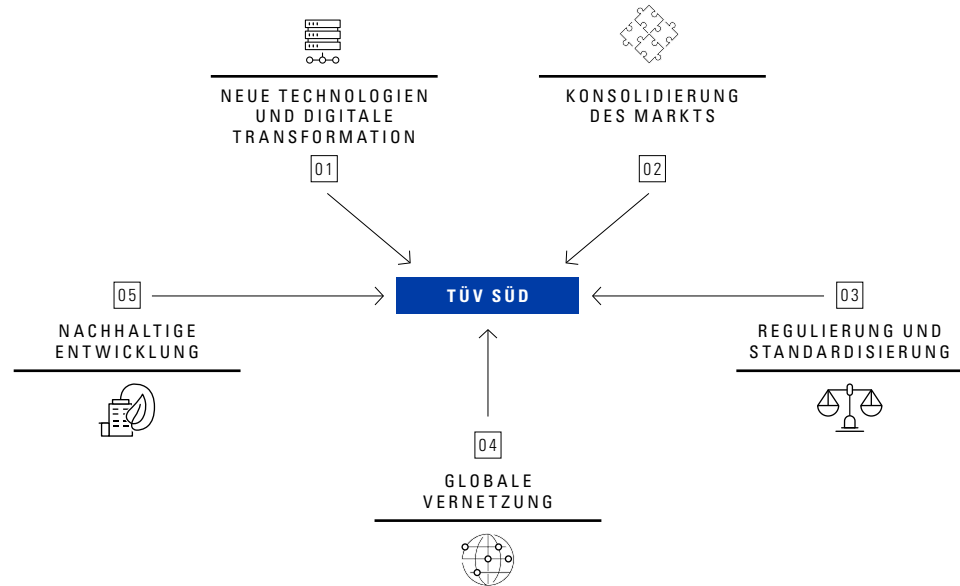 NEUE TECHNOLOGIEN
UND DIGITALE
TRANSFORMATION
01
KONSOLIDIERUNG
DES MARKTS
02
TÜV SÜD
05
NACHHALTIGE
ENTWICKLUNG
03
REGULIERUNG UND
STANDARDISIERUNG
04
GLOBALE
VERNETZUNG